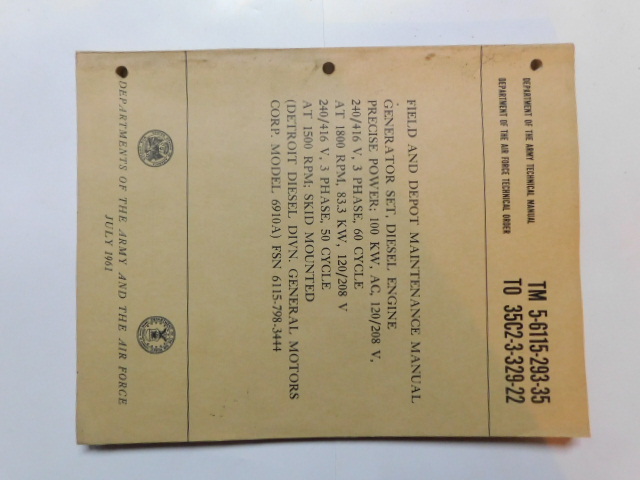 DEPARTMENT OF THE ARMY TECHNICAL MANUAL
DEPARTMENT OF THE AIR FORCE TECHNICAL ORDER
TM 5-6115-293-35
TO 35C2-3-329-22
FIELD AND DEPOT MAINTENANCE MANUAL
GENERATOR SET, DIESEL ENGINE
PRECISE POWER; 100 KW, AC, 120/208 V,
240/416 V, 3 PHASE, 60 CYCLE
AT 1800 RPM, 83.3 KW, 120/208 V
240/416 V. 3 PHASE, 50 CYCLE
AT 1500 RPM; SKID MOUNTED
(DETROIT DIESEL DIVN. GENERAL MOTORS
CORP. MODEL 6910A) FSN 6115-798-3444
DEPARTMENTS OF THE ARMY AND THE AIR FORCE
JULY 1961